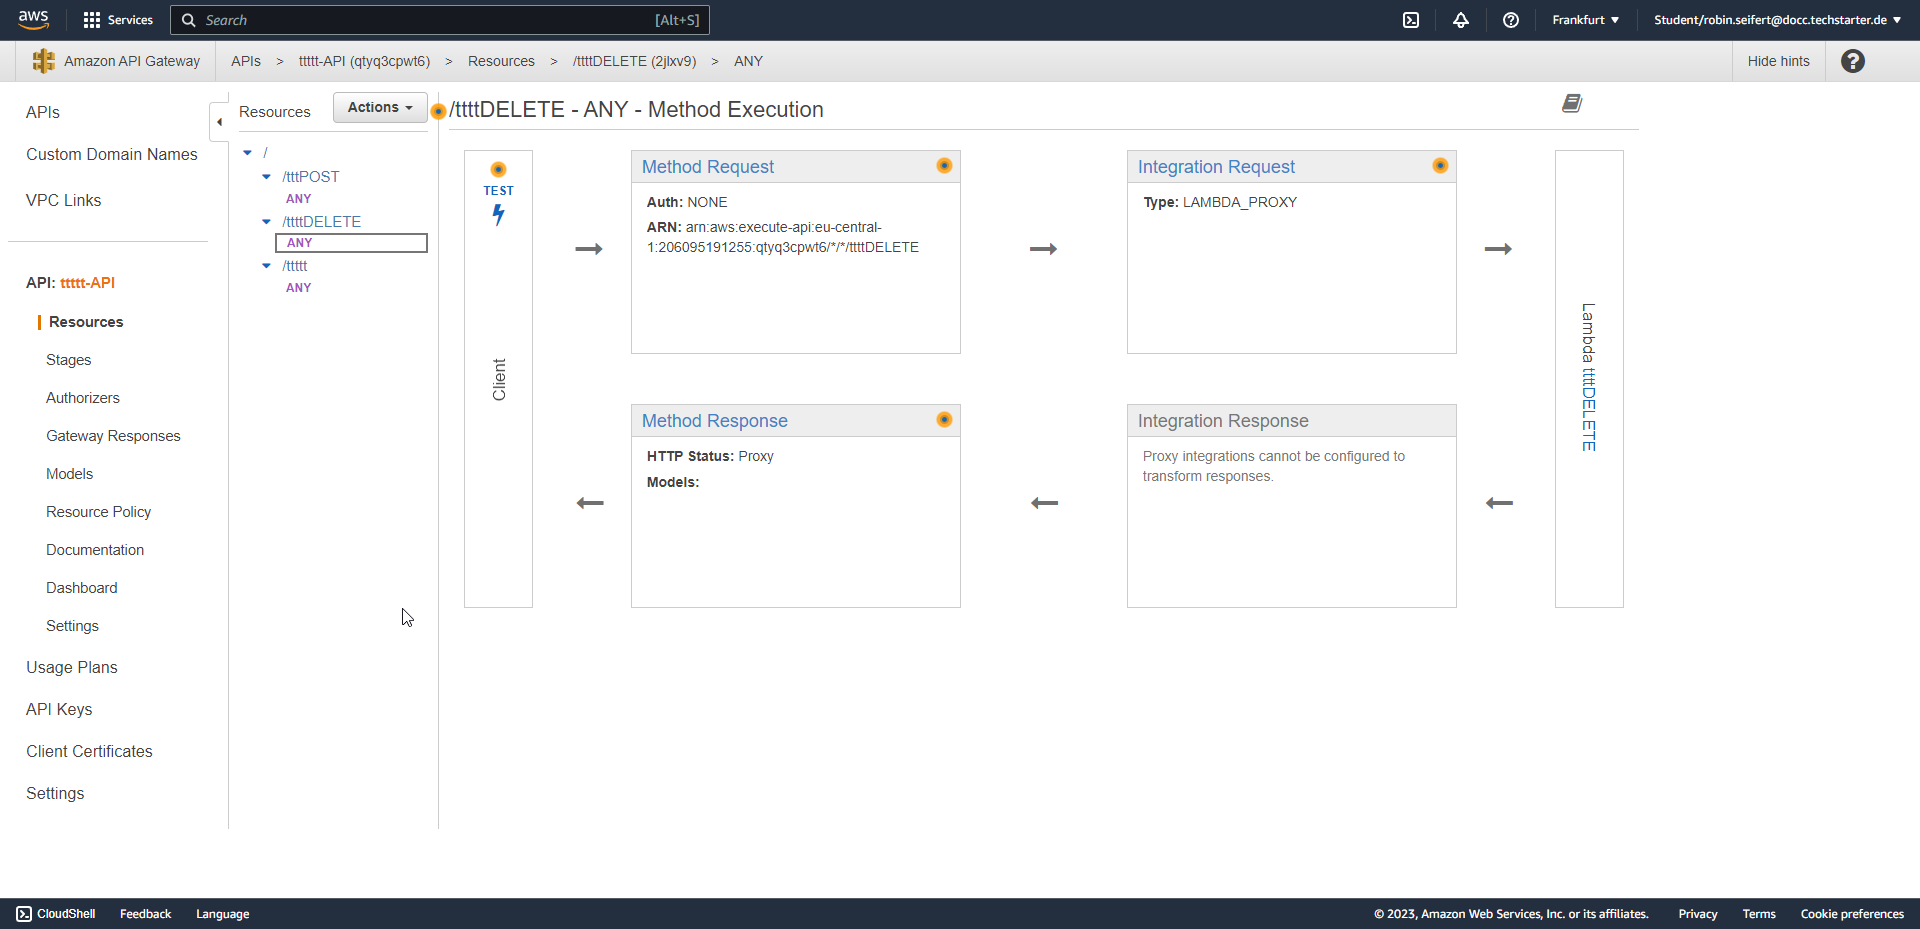 aws
Services
Search
[Alt+S]
Frankfurt
Student/robin.seifert@docc.techstarter.de
Amazon API Gateway
APIs > ttttt-API (qtyq3cpwt6) > Resources > /ttttDELETE (2jlxv9) > ANY
Hide hints
APIs
Custom Domain Names
VPC Links
API: ttttt-API
Resources
Stages
Authorizers
Gateway Responses
Models
Resource Policy
Documentation
Dashboard
Settings
Usage Plans
API Keys
Client Certificates
Settings
Resources
Actions
/
/tttPOST
ANY
/ttttDELETE
ANY
/ttttt
ANY
/ttttDELETE - ANY - Method Execution
TEST
Client
Method Request
Auth: NONE
ARN: arn:aws:execute-api:eu-central-
1:206095191255:qtyq3cpwt6/*/*/ttttDELETE
Integration Request
Type: LAMBDA_PROXY
Method Response
HTTP Status: Proxy
Models:
Integration Response
Proxy integrations cannot be configured to
transform responses.
Lambda ttttDELETE
CloudShell
Feedback
Language
© 2023, Amazon Web Services, Inc. or its affiliates.
Privacy
Terms
Cookie preferences